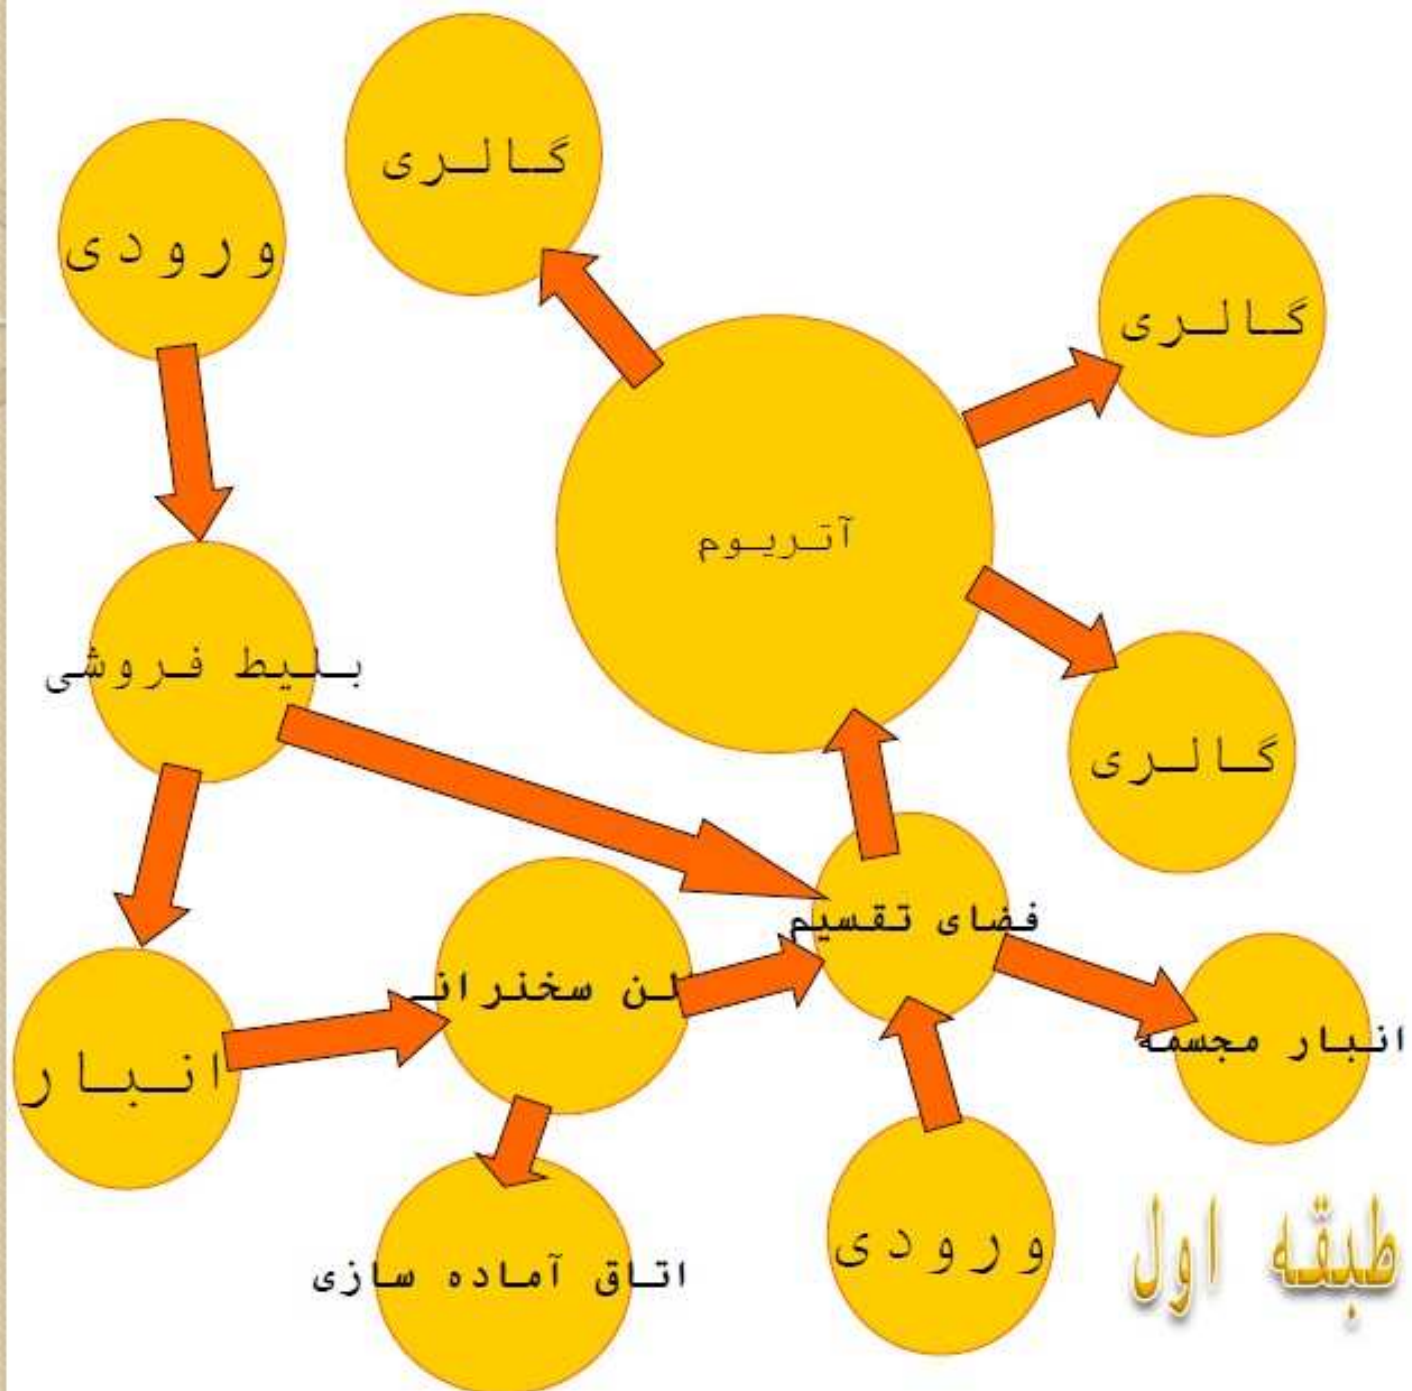 گالری
ورودی
گالری
آتریوم
بلیط فروشی
گالری
فضای تقسیم
لن سخنرانـ
انبار مجسمه
انبار
ورودی
اتاق آماده سازی
طبقه اول